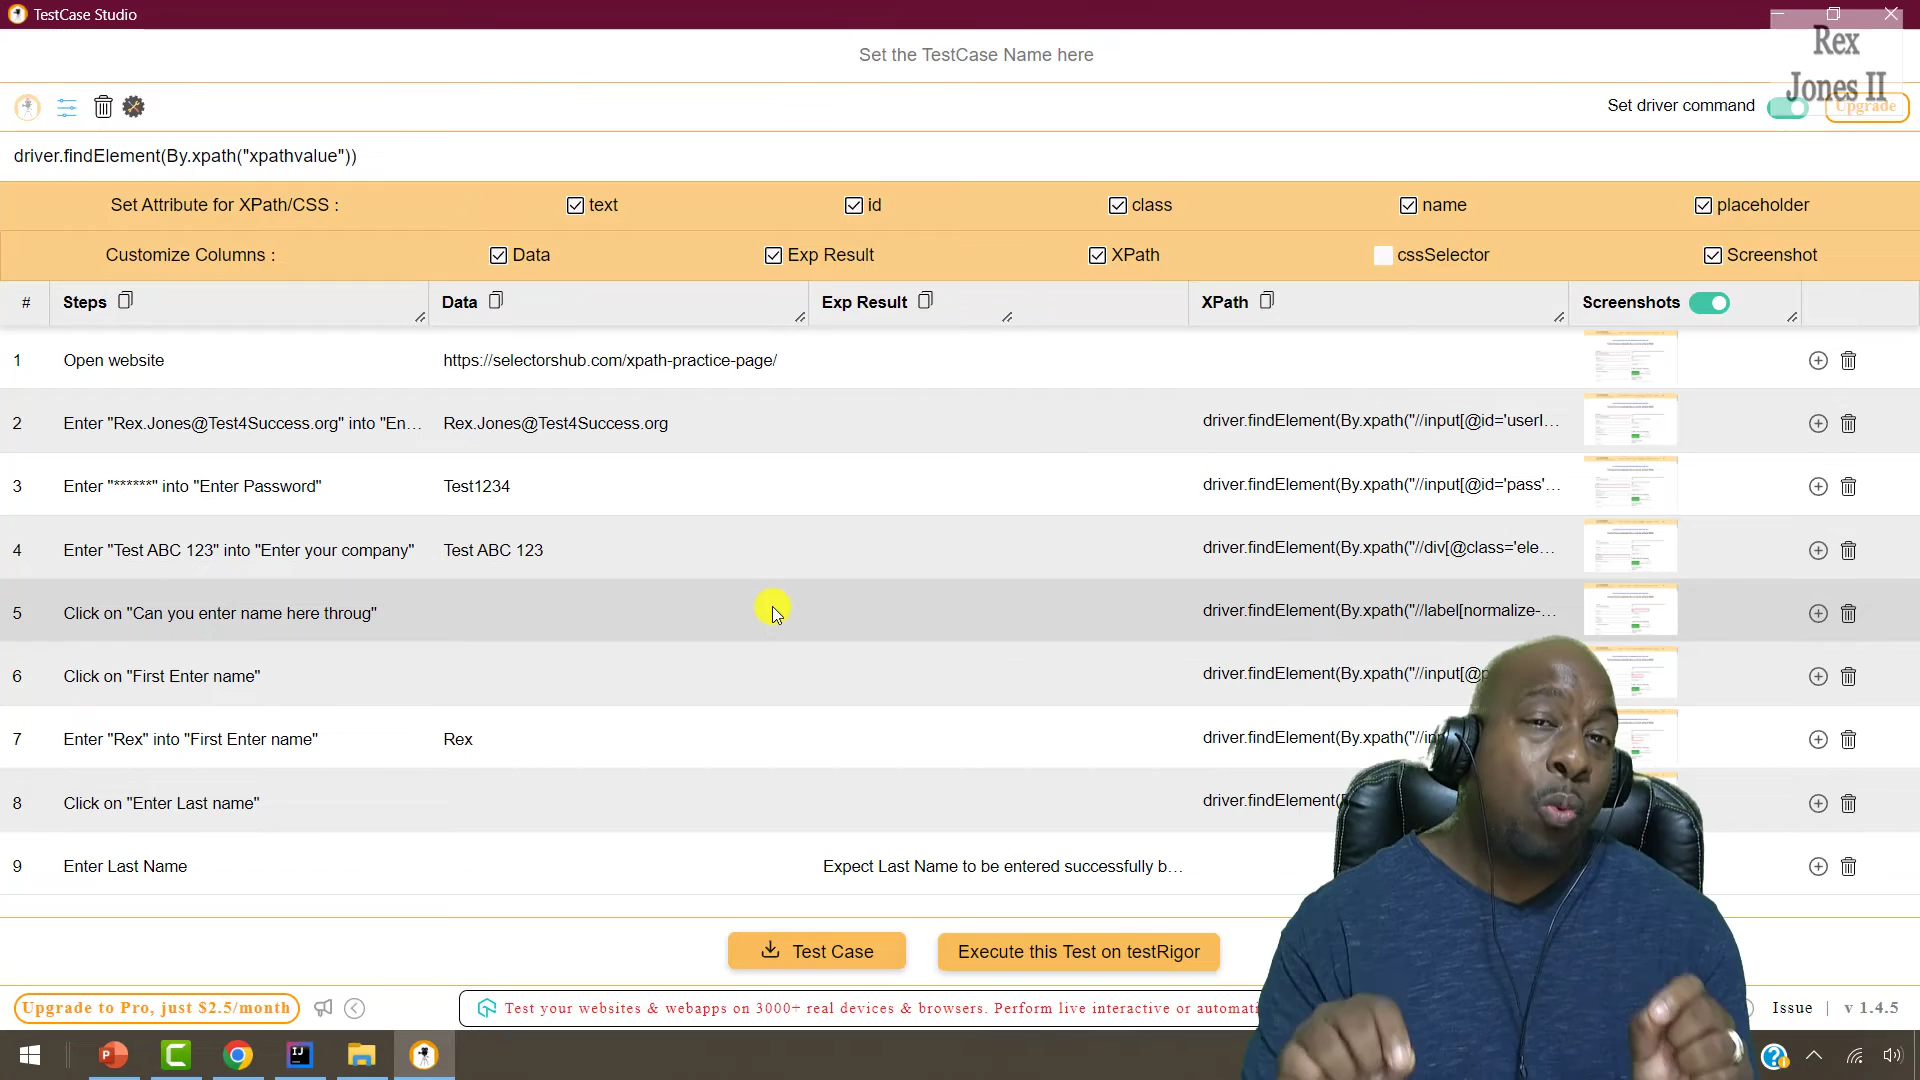 TestCase Studio
Rex
Jones II
Set the TestCase Name here
Set driver command
Upgrade
driver.findElement(By.xpath("xpathvalue"))
Set Attribute for XPath/CSS :
text
id
class
name
placeholder
Customize Columns :
Data
Exp Result
XPath
cssSelector
Screenshot
#
Steps
Data
Exp Result
XPath
Screenshots
1
Open website
https://selectorshub.com/xpath-practice-page/
2
Enter "Rex.Jones@Test4Success.org" into "En...
Rex.Jones@Test4Success.org
driver.findElement(By.xpath("//input[@id='userI...
3
Enter "******" into "Enter Password"
Test1234
driver.findElement(By.xpath("//input[@id='pass'...
4
Enter "Test ABC 123" into "Enter your company"
Test ABC 123
driver.findElement(By.xpath("//div[@class='ele...
5
Click on "Can you enter name here throug"
driver.findElement(By.xpath("//label[normalize-...
6
Click on "First Enter name"
driver.findElement(By.xpath("//input[@p
7
Enter "Rex" into "First Enter name"
Rex
driver.findElement(By.xpath("//in
8
Click on "Enter Last name"
driver.findElement(
9
Enter Last Name
Expect Last Name to be entered successfully b...
Test Case
Execute this Test on testRigor
Upgrade to Pro, just $2.5/month
Test your websites & webapps on 3000+ real devices & browsers. Perform live interactive or automati
Issue
v 1.4.5